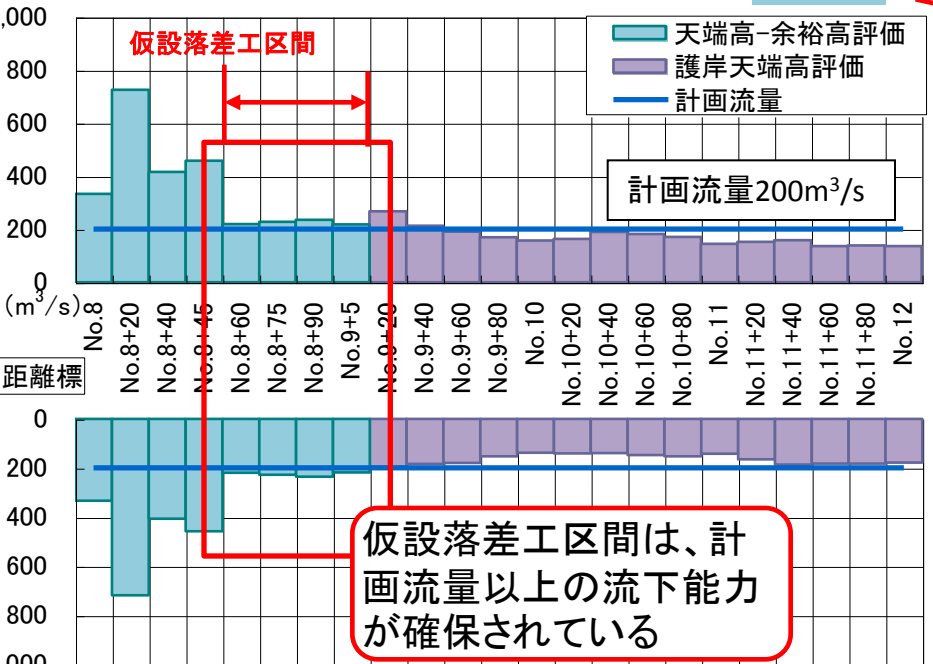 ,000
800
600
400
200
0
(m³/s)
仮設落差工区間
天端高-余裕高評価
護岸天端高評価
計画流量
計画流量200m³/s
No.8
No.8+20
No.8+40
No.8+45
No.8+60
No.8+75
No.8+90
No.9+5
No.9+20
No.9+40
No.9+60
No.9+80
No.10
No.10+20
No.10+40
No.10+60
No.10+80
No.11
No.11+20
No.11+40
No.11+60
No.11+80
No.12
距離標
0
200
400
600
800
000
仮設落差工区間は、計
画流量以上の流下能力
が確保されている